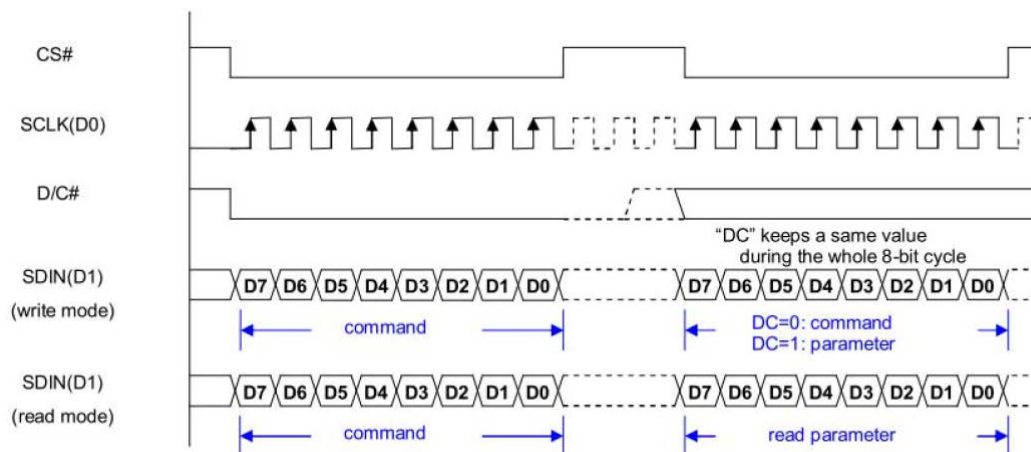 CS#
SCLK(D0)
D/C#
“DC” keeps a same value
during the whole 8-bit cycle
SDIN(D1)
(write mode)
D7 D6 D5 D4 D3 D2 D1 D0
D7 D6 D5 D4 D3 D2 D1 D0
command
DC=0: command
DC=1: parameter
SDIN(D1)
(read mode)
D7 D6 D5 D4 D3 D2 D1 D0
D7 D6 D5 D4 D3 D2 D1 D0
command
read parameter